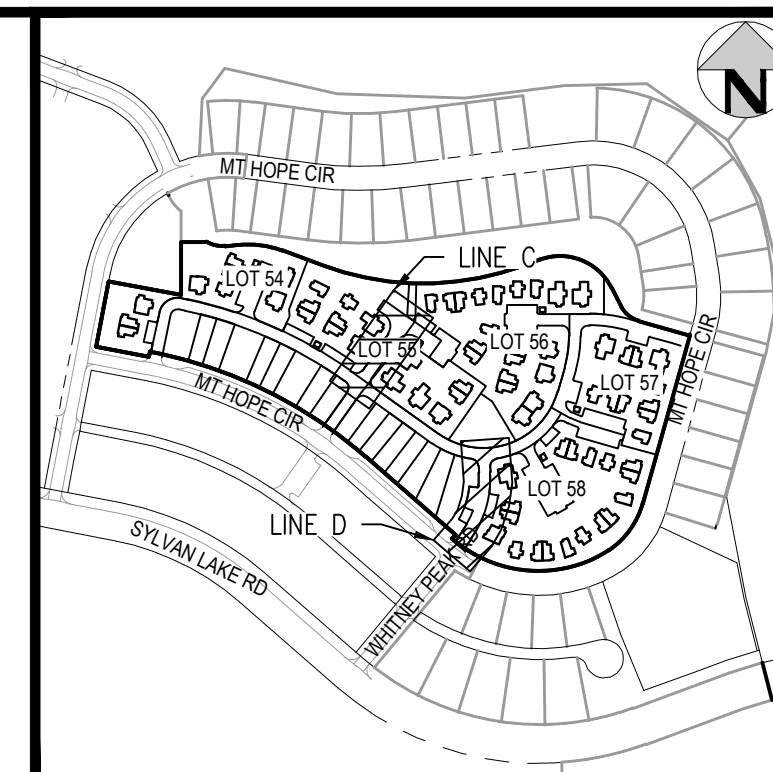 N
MT HOPE CIR
LINE C
LOT 54
LOT 55
LOT 56
LOT 57
MT HOPE CIR
MT HOPE CIR
LOT 58
LINE D
SYLVAN LAKE RD
WHITNEY PEAK